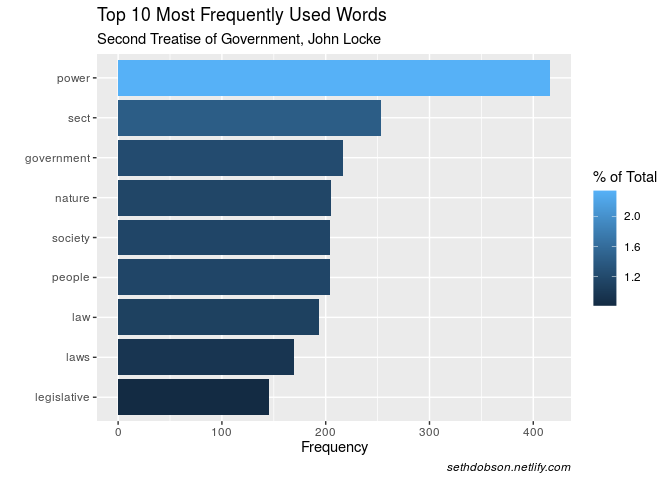 Top 10 Most Frequently Used Words
Second Treatise of Government, John Locke
power
sect
government
nature
society
people
law
laws
legislative
0 100 200 300 400
Frequency
% of Total
2.0
1.6
1.2
sethdobson.netlify.com